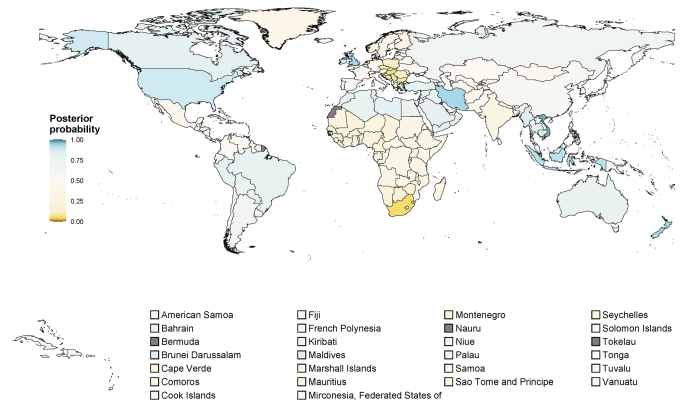 Posterior
probability
1.00
0.75
0.50
0.25
0.00
American Samoa
Bahrain
Bermuda
Brunei Darussalam
Cape Verde
Comoros
Cook Islands
Fiji
French Polynesia
Kiribati
Maldives
Marshall Islands
Mauritius
Mirconesia, Federated States of
Montenegro
Nauru
Niue
Palau
Samoa
Sao Tome and Principe
Seychelles
Solomon Islands
Tokelau
Tonga
Tuvalu
Vanuatu